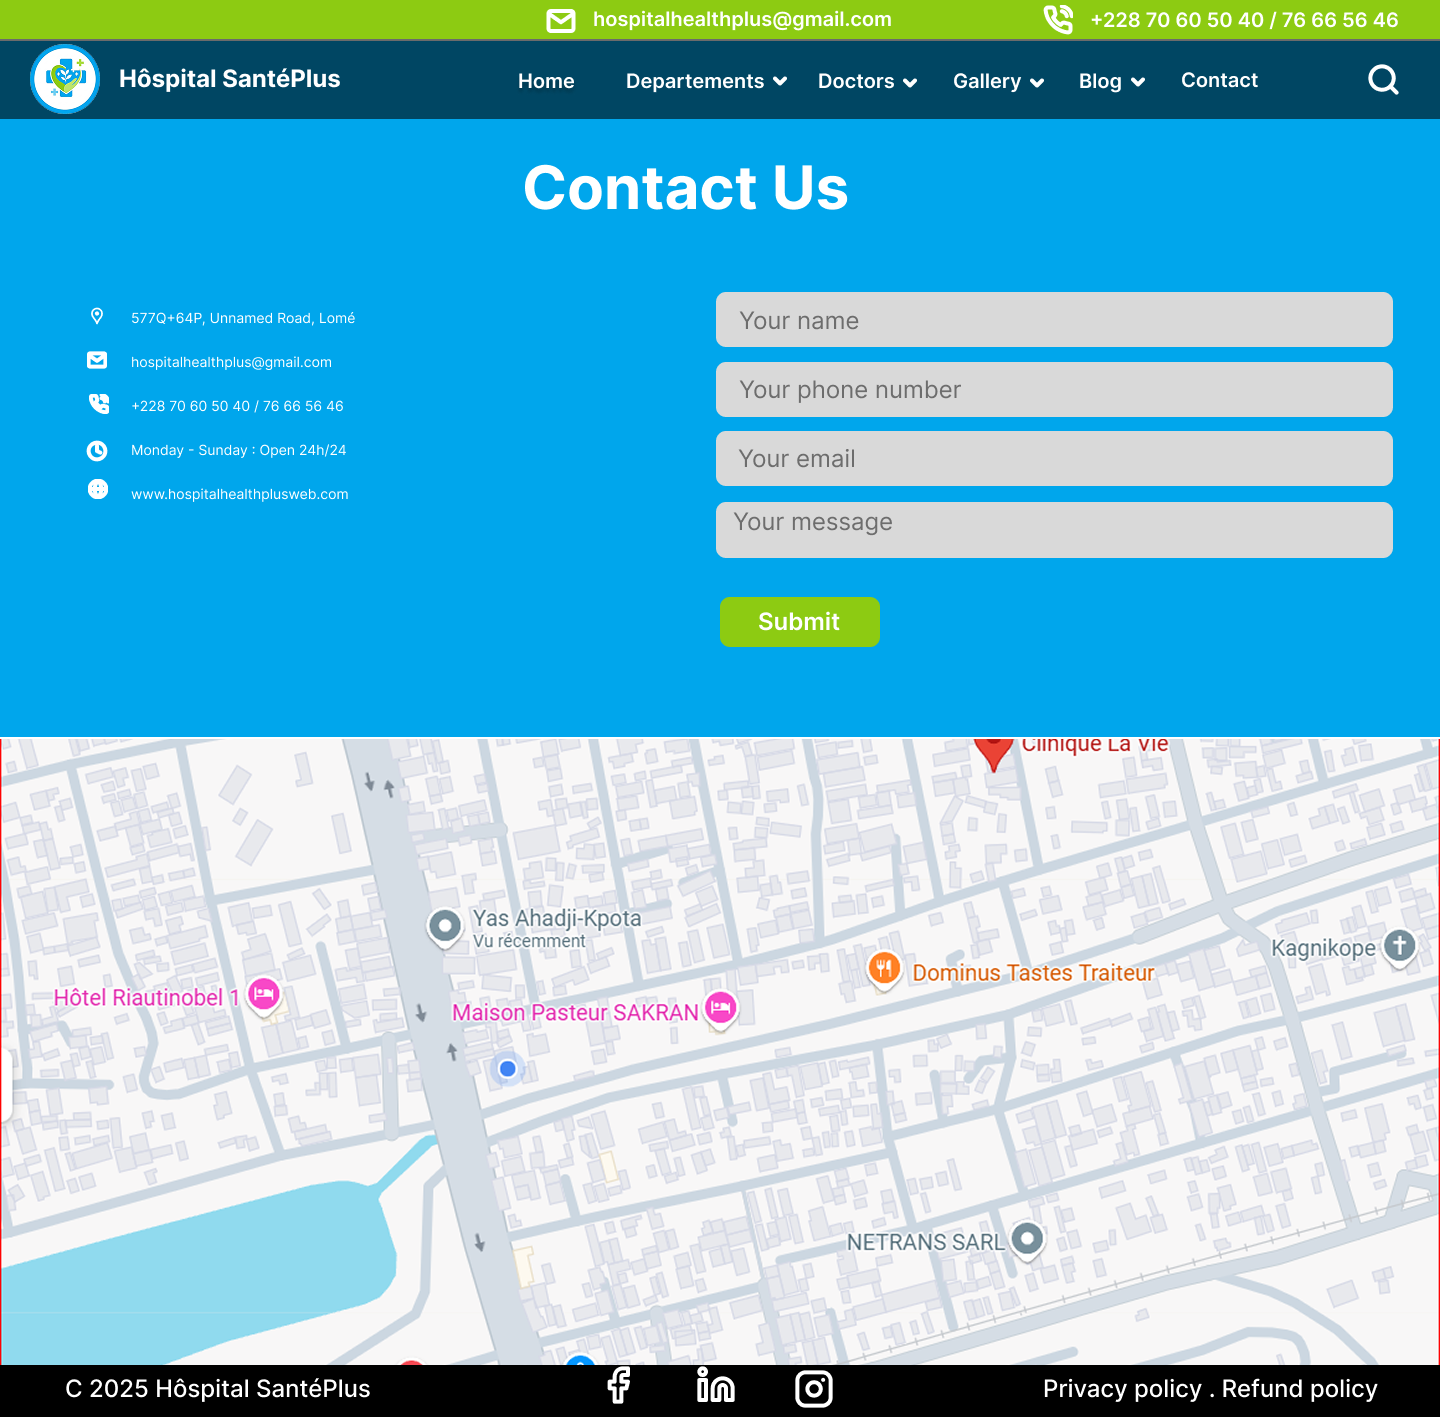 hospitalhealthplus@gmail.com
+228 70 60 50 40 / 76 66 56 46
Hôspital SantéPlus
Home
Departements
Doctors
Gallery
Blog
Contact
Contact Us
577Q+64P, Unnamed Road, Lomé
hospitalhealthplus@gmail.com
+228 70 60 50 40 / 76 66 56 46
Monday - Sunday : Open 24h/24
www.hospitalhealthplusweb.com
Your name
Your phone number
Your email
Your message
Submit
Clinique La Vie
Yas Ahadji-Kpota
Vu récemment
Kagnikope
Dominus Tastes Traiteur
Hôtel Riautinobel 1
Maison Pasteur SAKRAN
NETRANS SARL
C 2025 Hôspital SantéPlus
Privacy policy . Refund policy